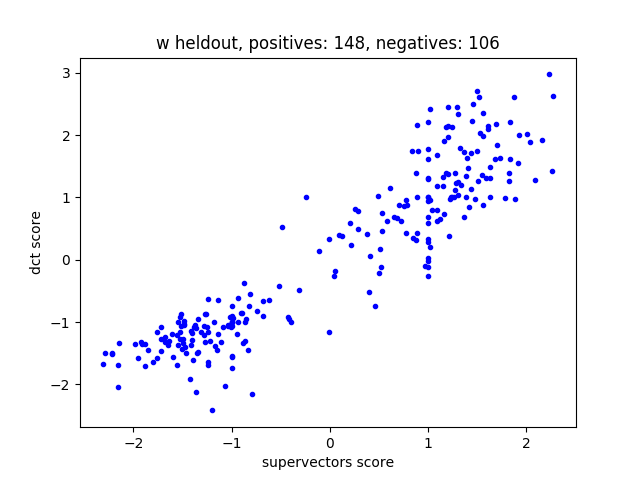 w heldout, positives: 148, negatives: 106
3
2
1
0
−1
−2
dct score
−2 −1 0 1 2
supervectors score